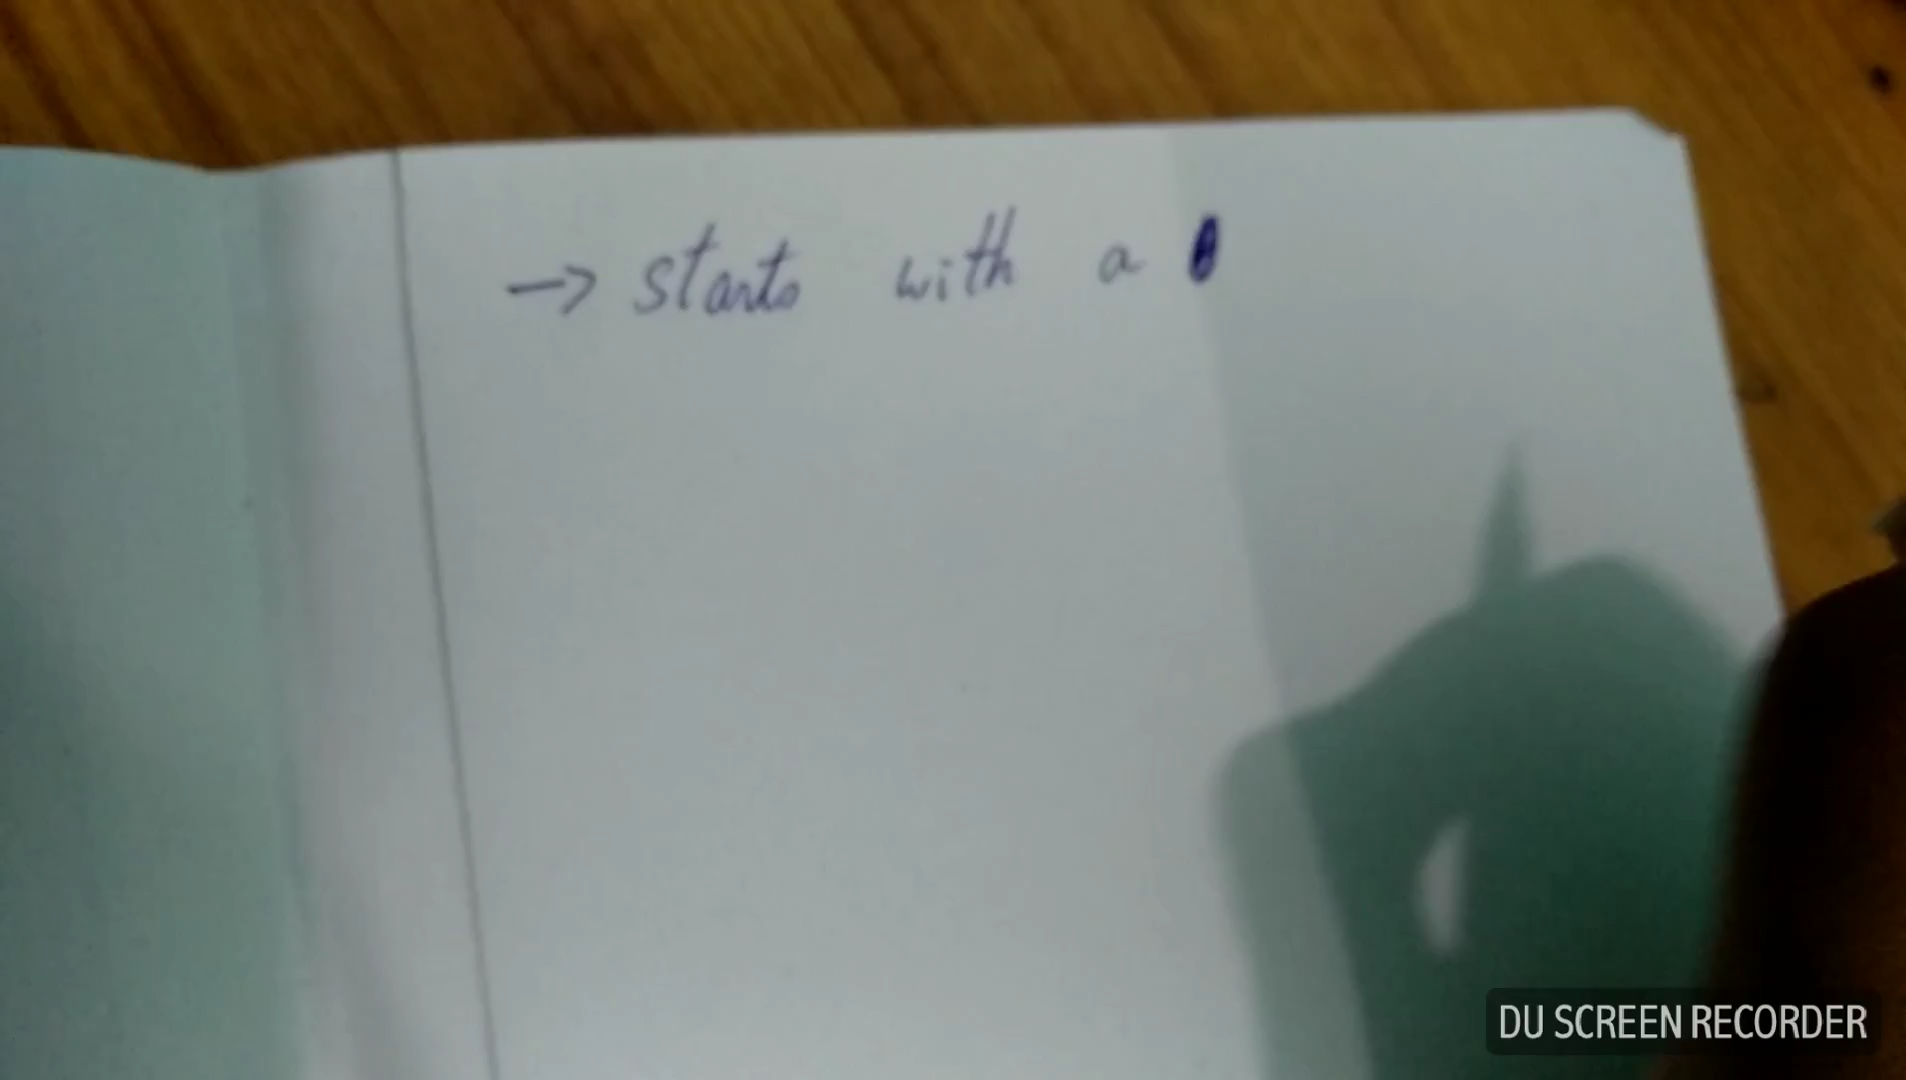 → starts with a
DU SCREEN RECORDER